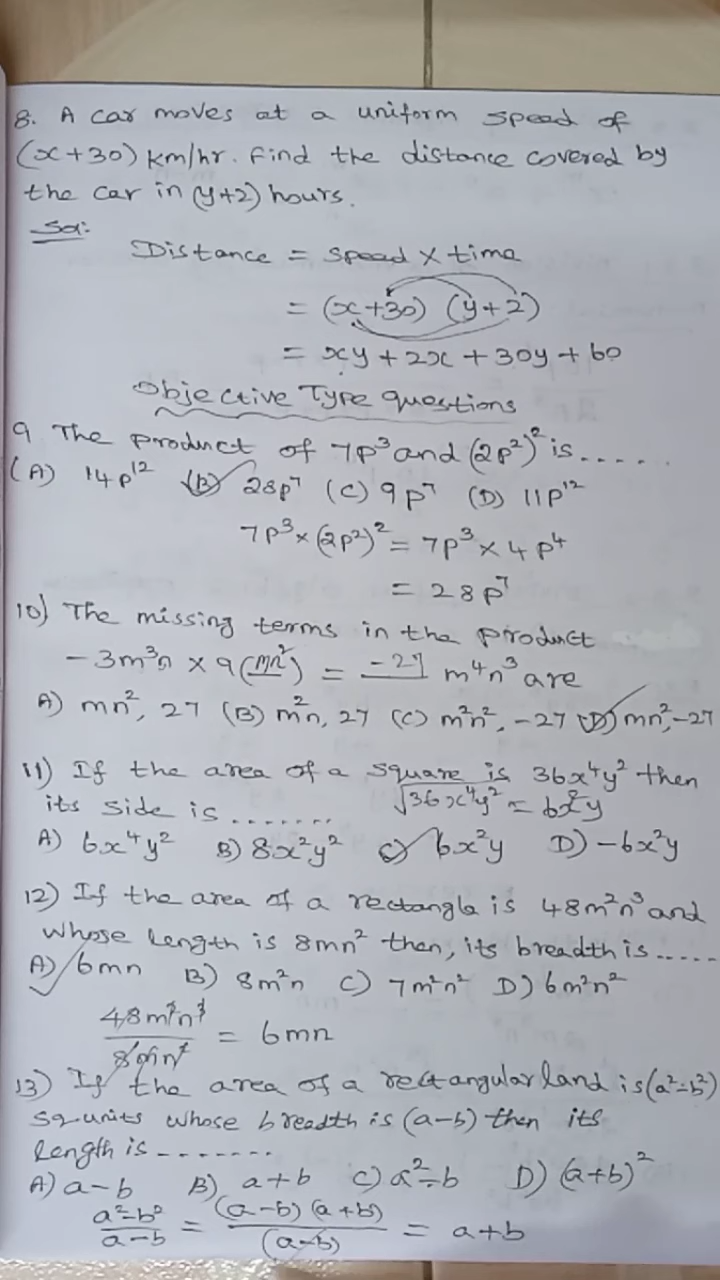 8. A car moves at a uniform speed of
(x+30) km/hr. Find the distance covered by
the car in (y+2) hours.
Sol:
Distance = speed × time
= (x+30) (y+2)
= xy + 2x + 30y + 60
Objective Type questions
9 The product of 7p³ and (2p²)² is.....
(A) 14p¹² (B) 28p⁷ (C) 9p⁷ (D) 11p¹²
7p³ × (2p²)² = 7p³ × 4p⁴
= 28p⁷
10) The missing terms in the product
-3m³n × 9(mn²) = -27 m⁴n³ are
A) mn², 27 (B) m²n, 27 (C) m²n², -27 (D) mn², -27
11) If the area of a square is 36x⁴y² then
its side is ....... √36x⁴y² = 6x²y
A) 6x⁴y² B) 8x²y² C) 6x²y D) -6x²y
12) If the area of a rectangle is 48m²n³ and
whose length is 8mn² then, its breadth is .....
A) 6mn B) 8m²n C) 7m²n² D) 6m²n²
48m²n³ / 8mn² = 6mn
13) If the area of a rectangular land is (a²-b²)
sq.units whose breadth is (a-b) then its
length is .......
A) a-b B) a+b C) a²-b D) (a+b)²
a²-b² / a-b = (a-b) (a+b) / (a-b) = a+b